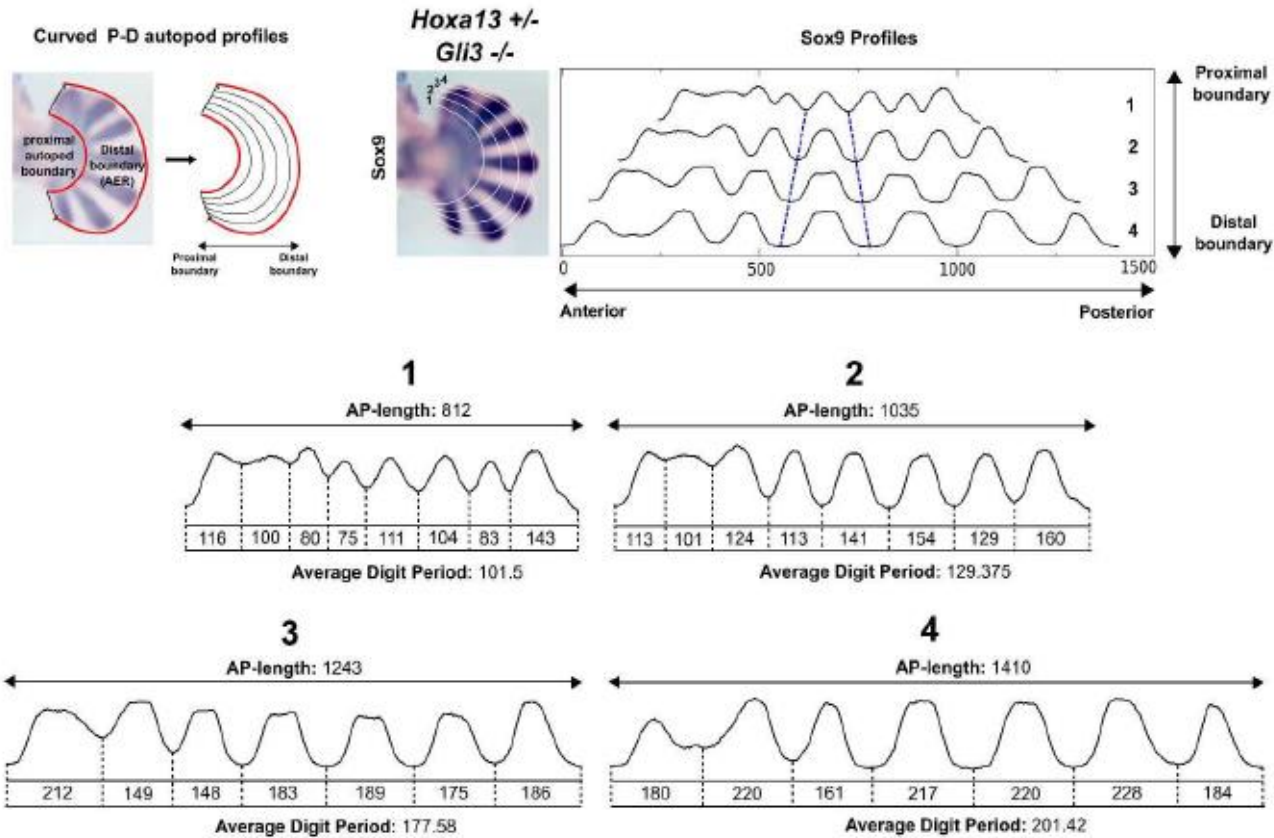 Curved P-D autopod profiles
proximal
autoped
boundary
Distal
boundary
(AER)
Proximal
boundary
Distal
boundary
Hoxa13 +/-
Gli3 -/-
Sox9
1
2
3
4
Sox9 Profiles
1
2
3
4
0
500
1000
1500
Anterior
Posterior
Proximal
boundary
Distal
boundary
1
AP-length: 812
116 100 80 75 111 104 83 143
Average Digit Period: 101.5
2
AP-length: 1035
113 101 124 113 141 154 129 160
Average Digit Period: 129.375
3
AP-length: 1243
212 149 148 183 189 175 186
Average Digit Period: 177.58
4
AP-length: 1410
180 220 161 217 220 228 184
Average Digit Period: 201.42